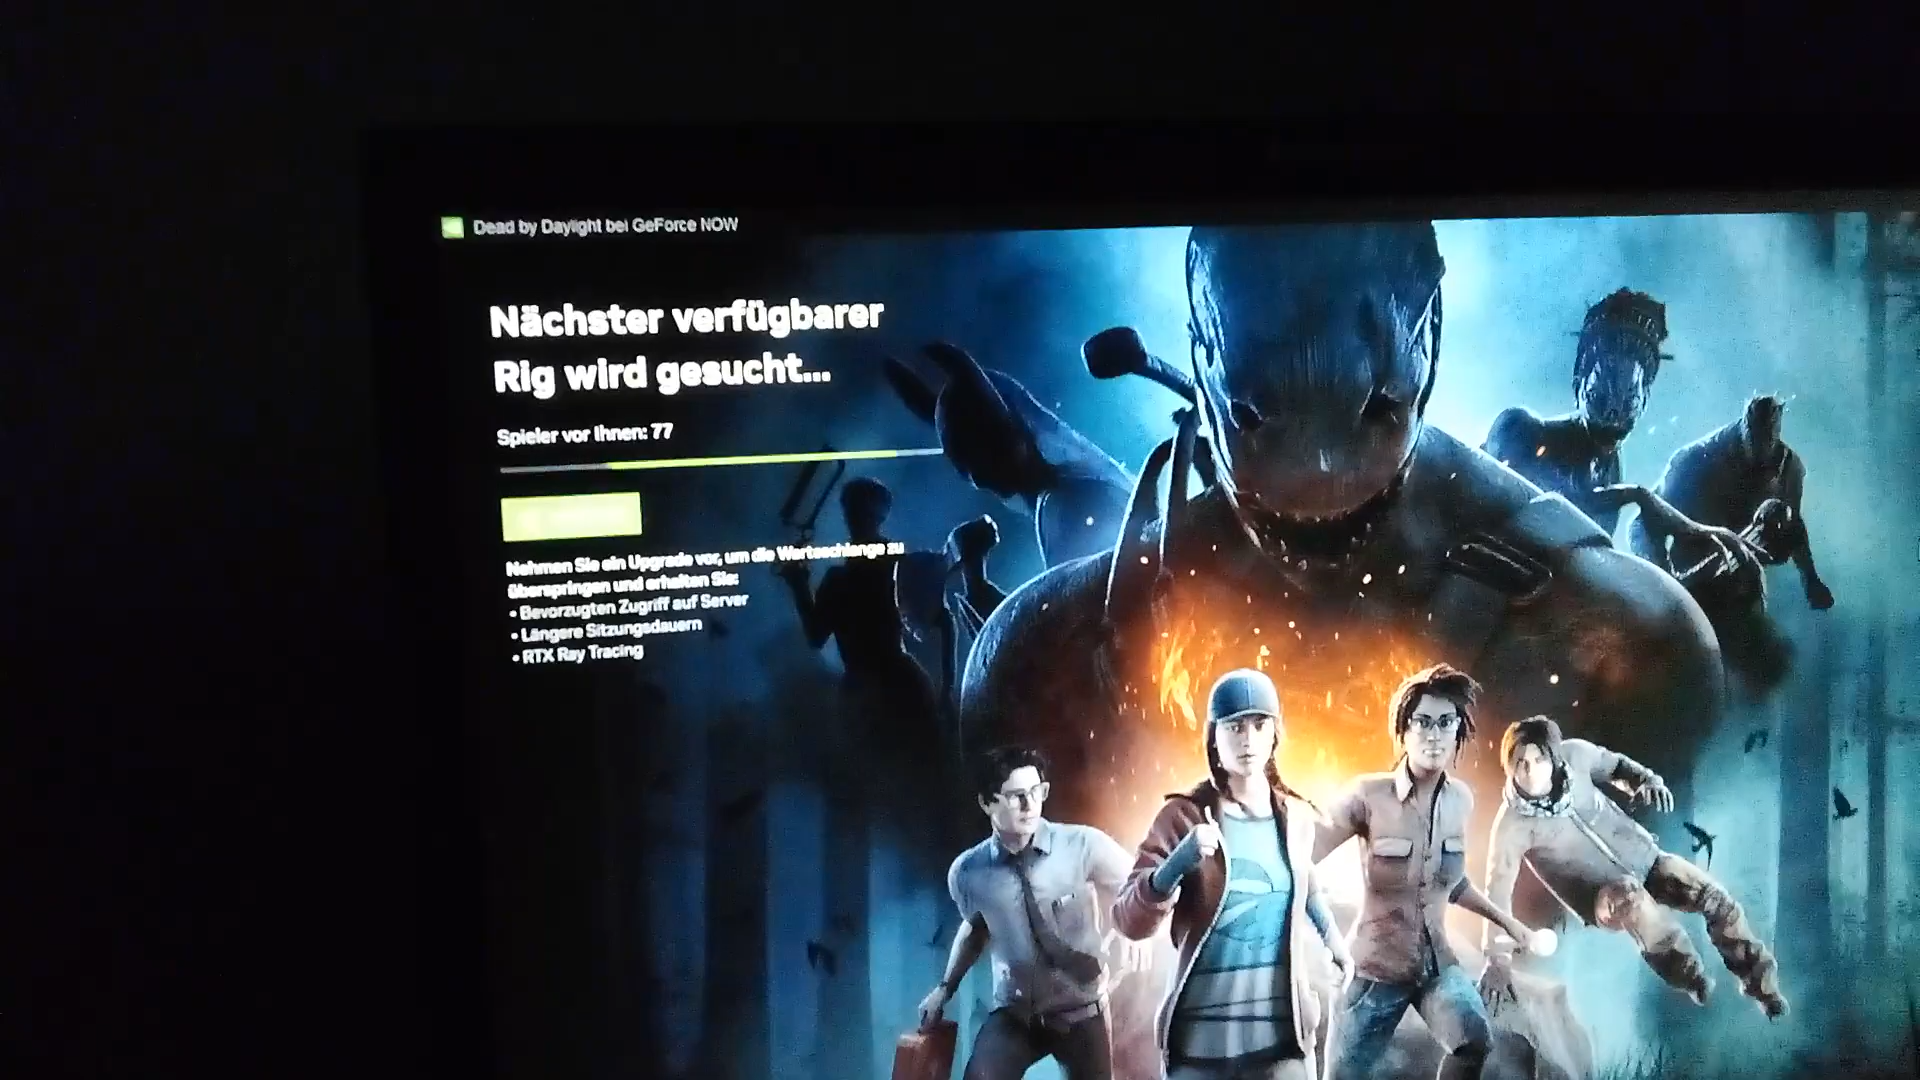 Dead by Daylight bei GeForce NOW
Nächster verfügbarer
Rig wird gesucht...
Spieler vor Ihnen: 77
Nehmen Sie ein Upgrade vor, um die Warteschlange zu
überspringen und erhalten Sie:
• Bevorzugten Zugriff auf Server
• Längere Sitzungsdauern
• RTX Ray Tracing